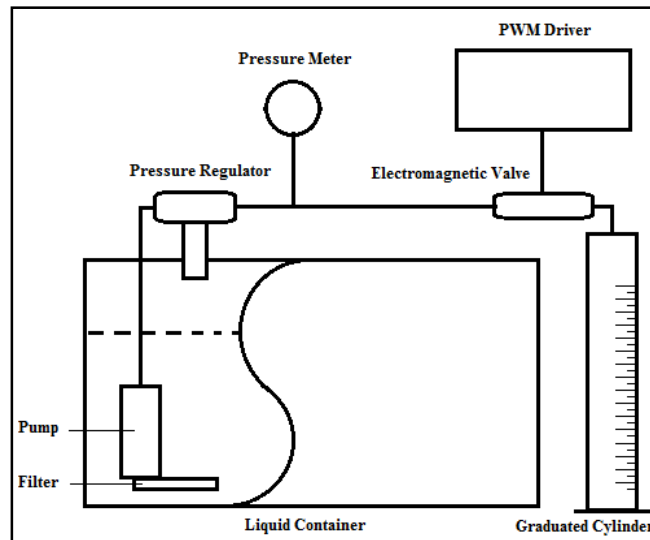 PWM Driver
Pressure Meter
Pressure Regulator
Electromagnetic Valve
Pump
Filter
Liquid Container
Graduated Cylinder